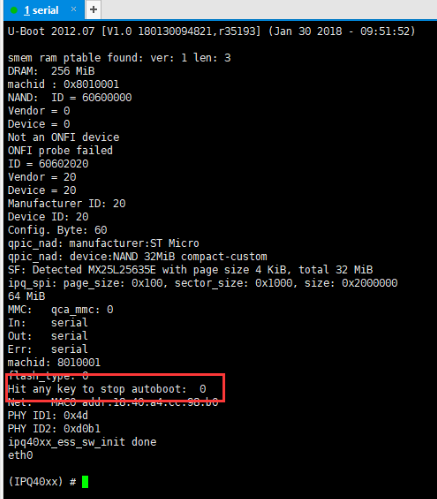 1 serial
U-Boot 2012.07 [V1.0 180130094821,r35193] (Jan 30 2018 - 09:51:52)
smem ram ptable found: ver: 1 len: 3
DRAM:  256 MiB
machid : 0x8010001
NAND:  ID = 60600000
Vendor = 0
Device = 0
Not an ONFI device
ONFI probe failed
ID = 60602020
Vendor = 20
Device = 20
Manufacturer ID: 20
Device ID: 20
Config. Byte: 60
qpic_nad: manufacturer:ST Micro
qpic_nad: device:NAND 32MiB compact-custom
SF: Detected MX25L25635E with page size 4 KiB, total 32 MiB
ipq_spi: page_size: 0x100, sector_size: 0x1000, size: 0x2000000
64 MiB
MMC:   qca_mmc: 0
In:    serial
Out:   serial
Err:   serial
machid: 8010001
flash_type: 0
Hit any key to stop autoboot:  0
Net:   MAC0 addr:18:40:a4:cc:98:b0
PHY ID1: 0x4d
PHY ID2: 0xd0b1
ipq40xx_ess_sw_init done
eth0
(IPQ40xx) #